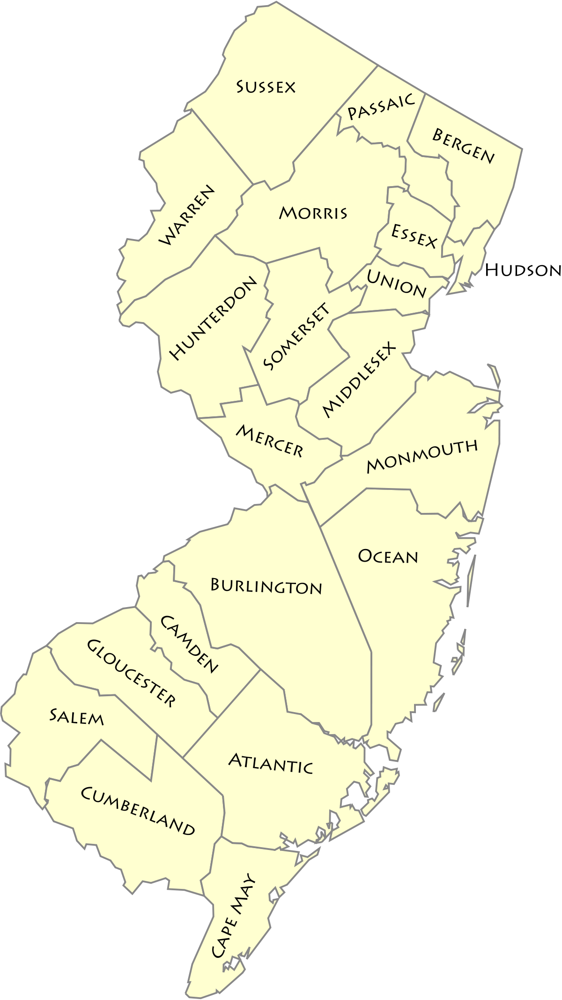 Sussex
Passaic
Bergen
Warren
Morris
Essex
Hudson
Union
Hunterdon
Somerset
Middlesex
Mercer
Monmouth
Ocean
Burlington
Camden
Gloucester
Salem
Atlantic
Cumberland
Cape May